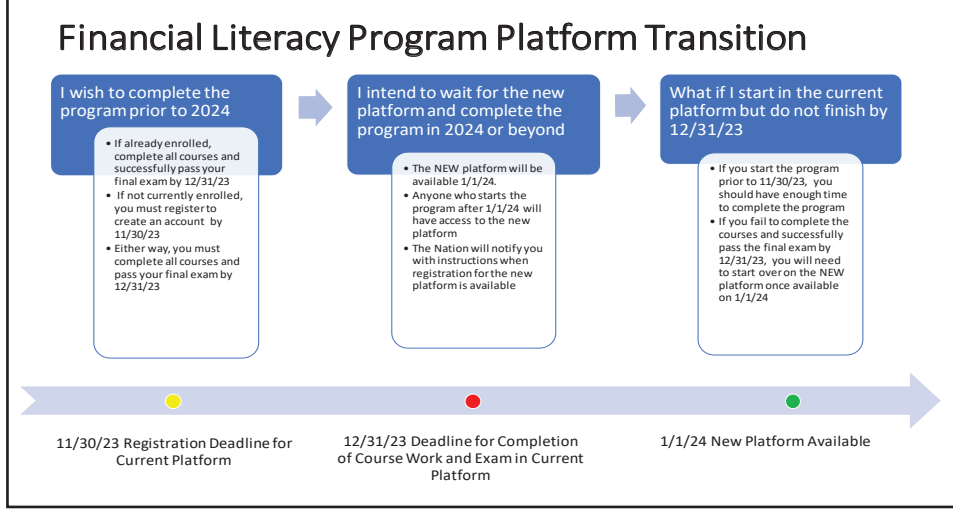 Financial Literacy Program Platform Transition
I wish to complete the
program prior to 2024
• If already enrolled,
complete all courses and
successfully pass your
final exam by 12/31/23
• If not currently enrolled,
you must register to
create an account by
11/30/23
• Either way, you must
complete all courses and
pass your final exam by
12/31/23
I intend to wait for the new
platform and complete the
program in 2024 or beyond
• The NEW platform will be
available 1/1/24.
• Anyone who starts the
program after 1/1/24 will
have access to the new
platform
• The Nation will notify you
with instructions when
registration for the new
platform is available
What if I start in the current
platform but do not finish by
12/31/23
• If you start the program
prior to 11/30/23, you
should have enough time
to complete the program
• If you fail to complete the
courses and successfully
pass the final exam by
12/31/23, you will need
to start over on the NEW
platform once available
on 1/1/24
11/30/23 Registration Deadline for
Current Platform
12/31/23 Deadline for Completion
of Course Work and Exam in Current
Platform
1/1/24 New Platform Available